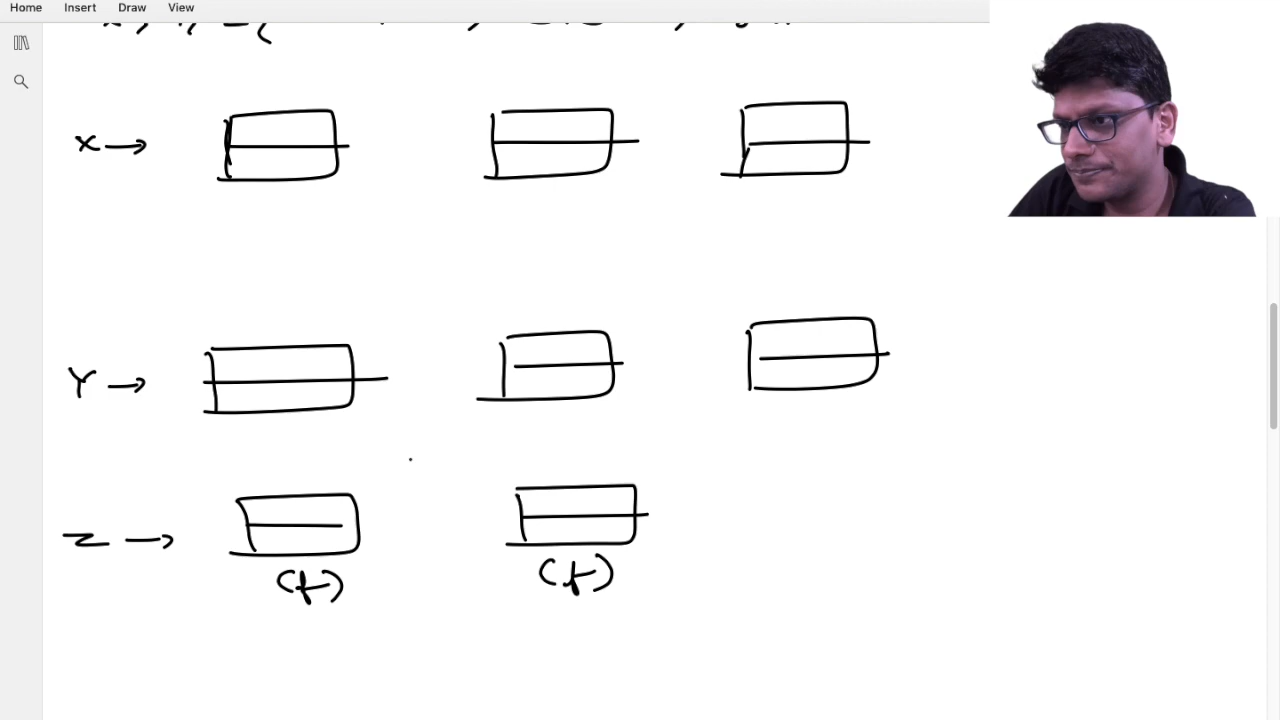 Home Insert Draw View
X →
Y →
Z →
(f) (f)